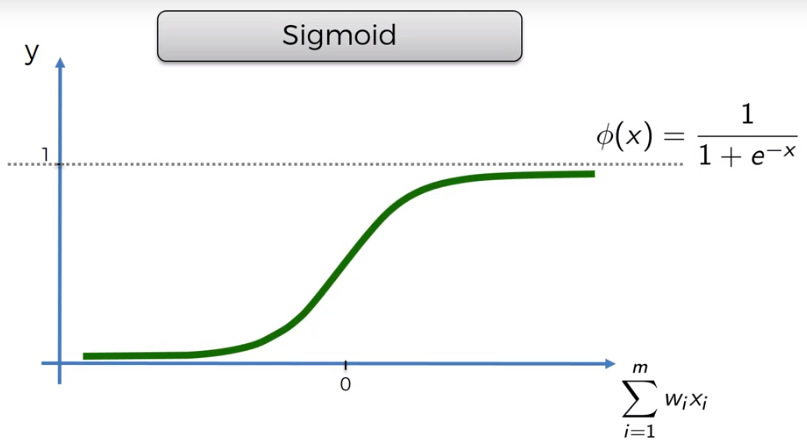 Sigmoid
y
ϕ(x) = 1 / (1 + e^{−x})
1
0
∑_{i=1}^{m} w_i x_i